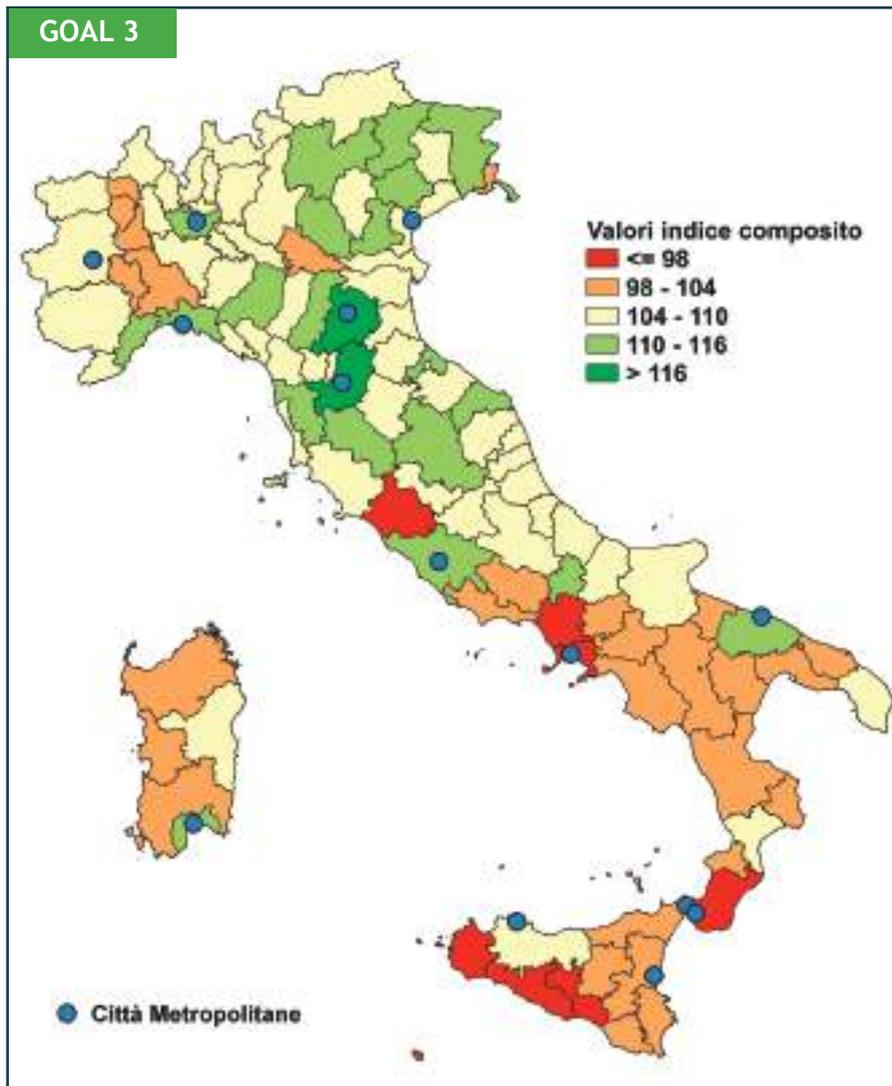 GOAL 3
Valori indice composito
<= 98
98 - 104
104 - 110
110 - 116
> 116
Città Metropolitane